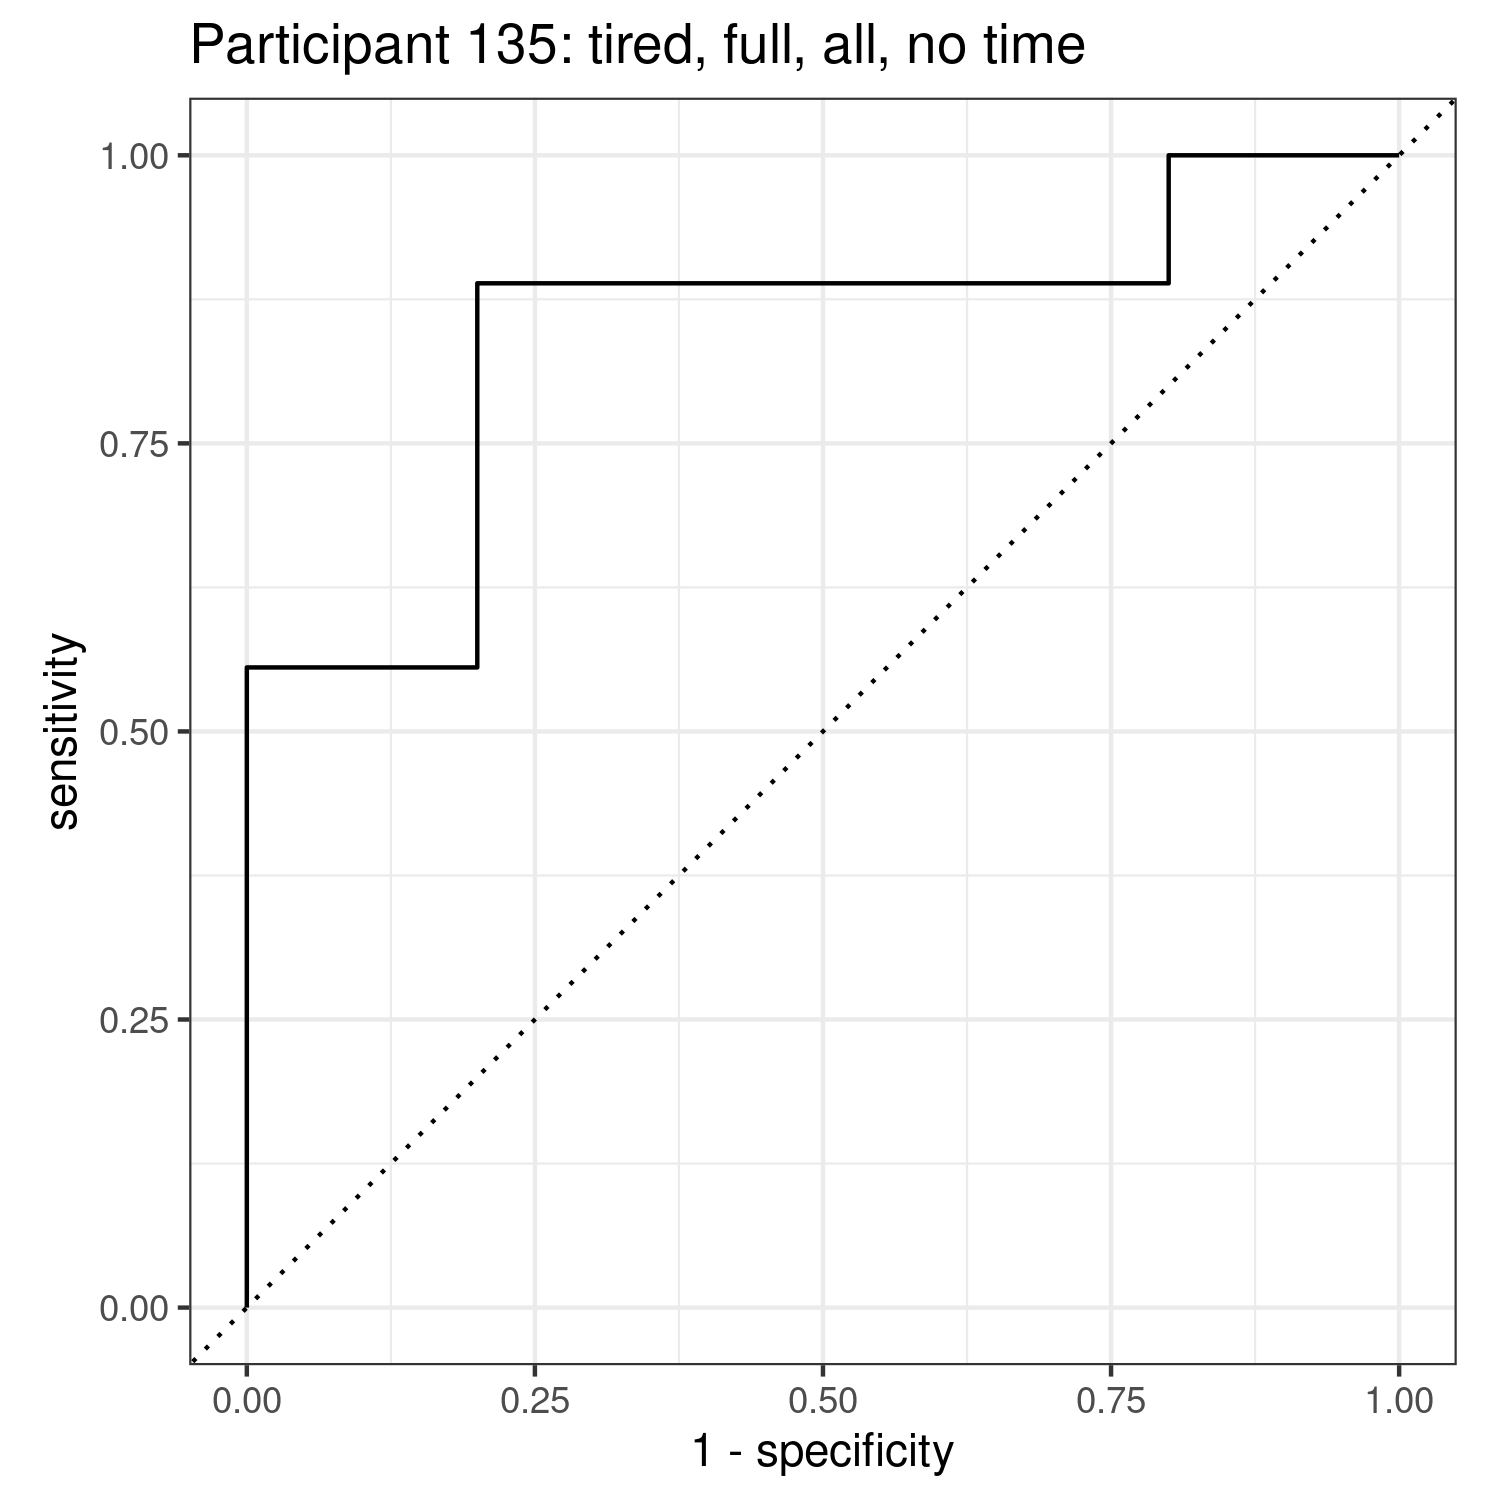 Participant 135: tired, full, all, no time
1.00
0.75
0.50
0.25
0.00
sensitivity
0.00 0.25 0.50 0.75 1.00
1 - specificity